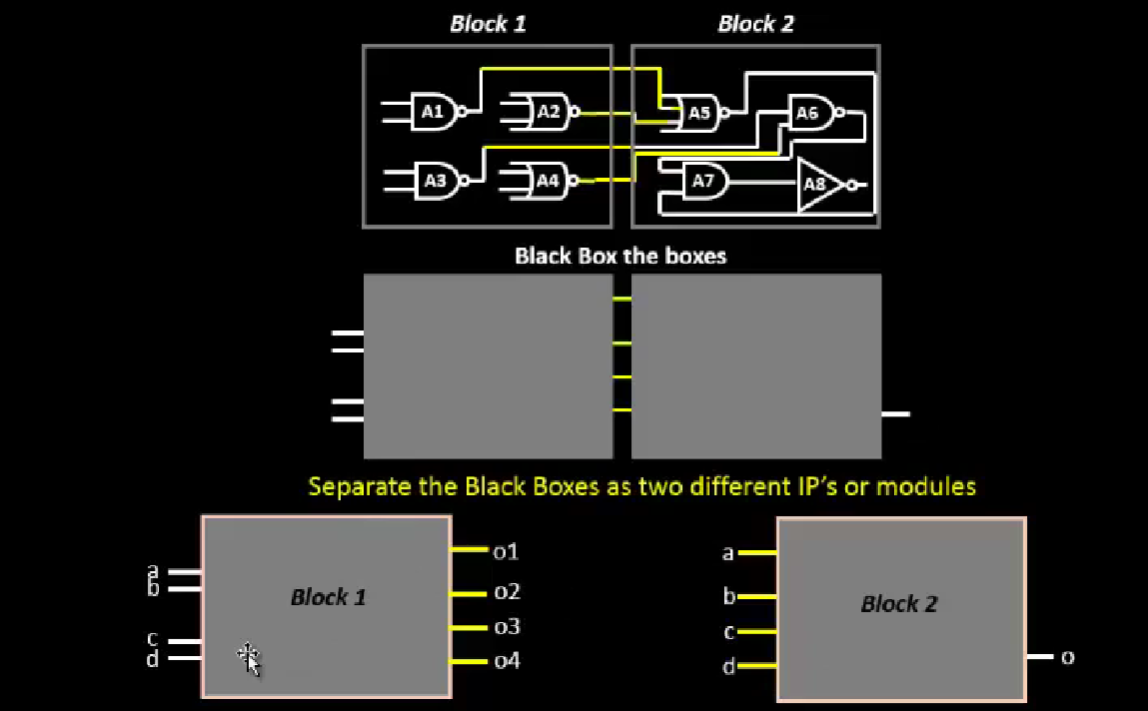 Block 1 Block 2
A1 A2 A5 A6
A3 A4 A7 A8
Black Box the boxes
Separate the Black Boxes as two different IP's or modules
a
b
c
d
Block 1
o1
o2
o3
o4
a
b
c
d
Block 2
o